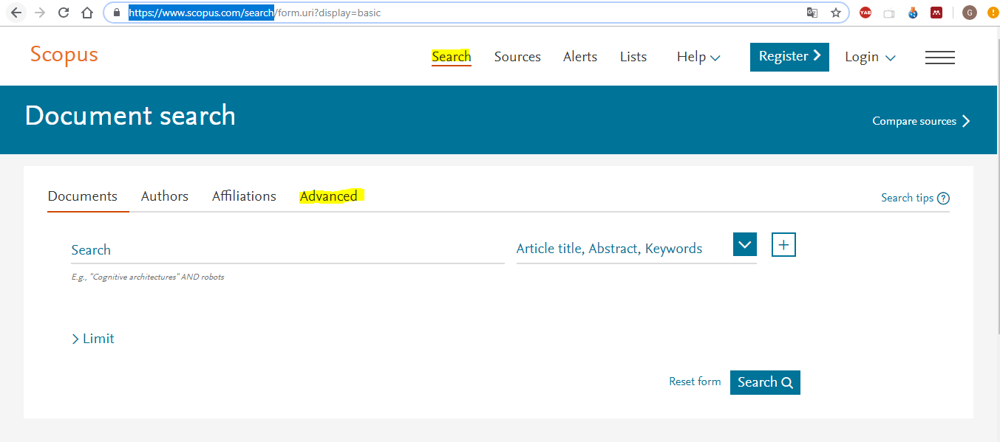 https://www.scopus.com/search/form.uri?display=basic
YAB
G
Scopus
Search Sources Alerts Lists Help Register Login
Document search
Compare sources
Documents Authors Affiliations Advanced
Search tips ?
Search
Article title, Abstract, Keywords
+
E.g., "Cognitive architectures" AND robots
Limit
Reset form Search